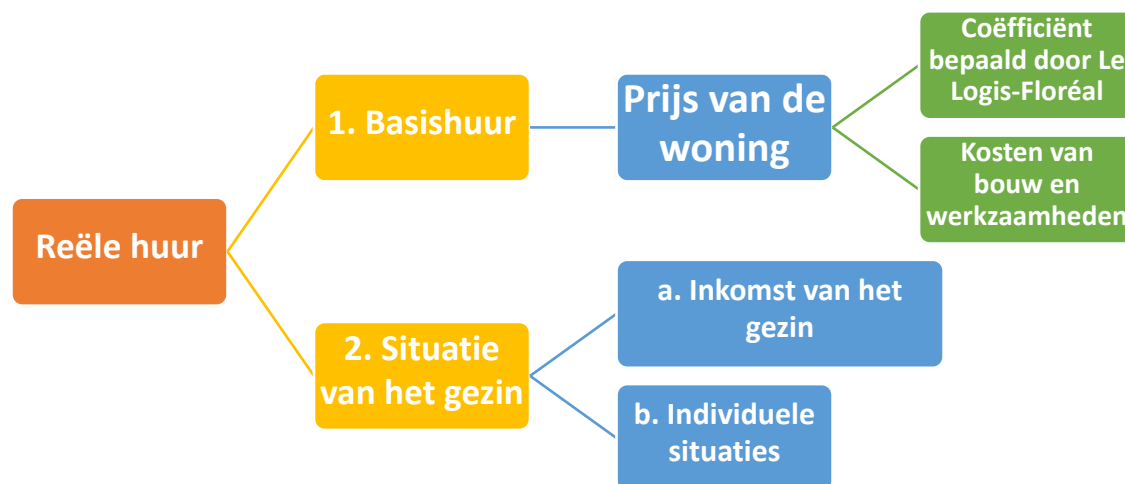 Reële huur
1. Basishuur
Prijs van de
woning
Coëfficiënt
bepaald door Le
Logis-Floréal
Kosten van
bouw en
werkzaamheden
2. Situatie
van het gezin
a. Inkomst van het
gezin
b. Individuele
situaties